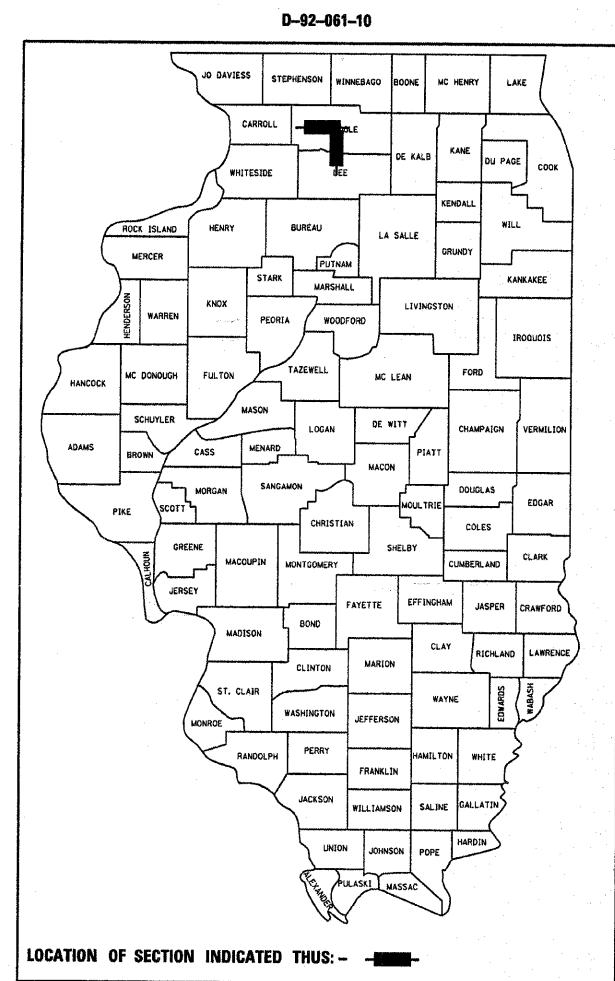 D-92-061-10
JO DAVIESS STEPHENSON WINNEBAGO BOONE MC HENRY LAKE
CARROLL OLE DE KALB KANE DU PAGE COOK
WHITESIDE LEE
KENDALL WILL
ROCK ISLAND HENRY BUREAU LA SALLE GRUNDY
MERCER PUTNAM KANKAKEE
STARK MARSHALL
HENDERSON WARREN KNOX PEORIA WOODFORD LIVINGSTON IROQUOIS
TAZEWELL FORD
HANCOCK MC DONOUGH FULTON MC LEAN
MASON
SCHUYLER LOGAN DE WITT CHAMPAIGN VERMILION
ADAMS BROWN CASS MENARD PIATT
MACON
MORGAN SANGAMON DOUGLAS
PIKE SCOTT MOULTRIE EDGAR
CHRISTIAN COLES
GREENE SHELBY
CALHOUN MACOUPIN MONTGOMERY CUMBERLAND CLARK
JERSEY
FAYETTE EFFINGHAM JASPER CRAWFORD
MADISON BOND
CLAY RICHLAND LAWRENCE
CLINTON MARION
ST. CLAIR WAYNE EDWARDS WABASH
WASHINGTON JEFFERSON
MONROE
RANDOLPH PERRY HAMILTON WHITE
FRANKLIN
JACKSON WILLIAMSON SALINE GALLATIN
UNION JOHNSON POPE HARDIN
ALEXANDER PULASKI MASSAC
LOCATION OF SECTION INDICATED THUS: -